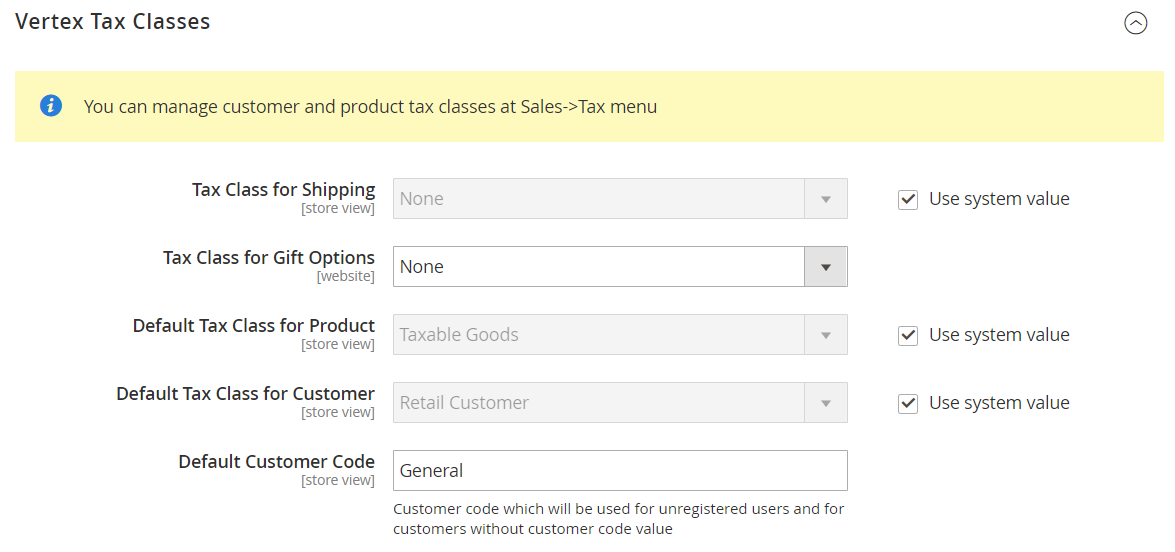 Vertex Tax Classes
You can manage customer and product tax classes at Sales->Tax menu
Tax Class for Shipping
[store view]
None
Use system value
Tax Class for Gift Options
[website]
None
Default Tax Class for Product
[store view]
Taxable Goods
Use system value
Default Tax Class for Customer
[store view]
Retail Customer
Use system value
Default Customer Code
[store view]
General
Customer code which will be used for unregistered users and for
customers without customer code value